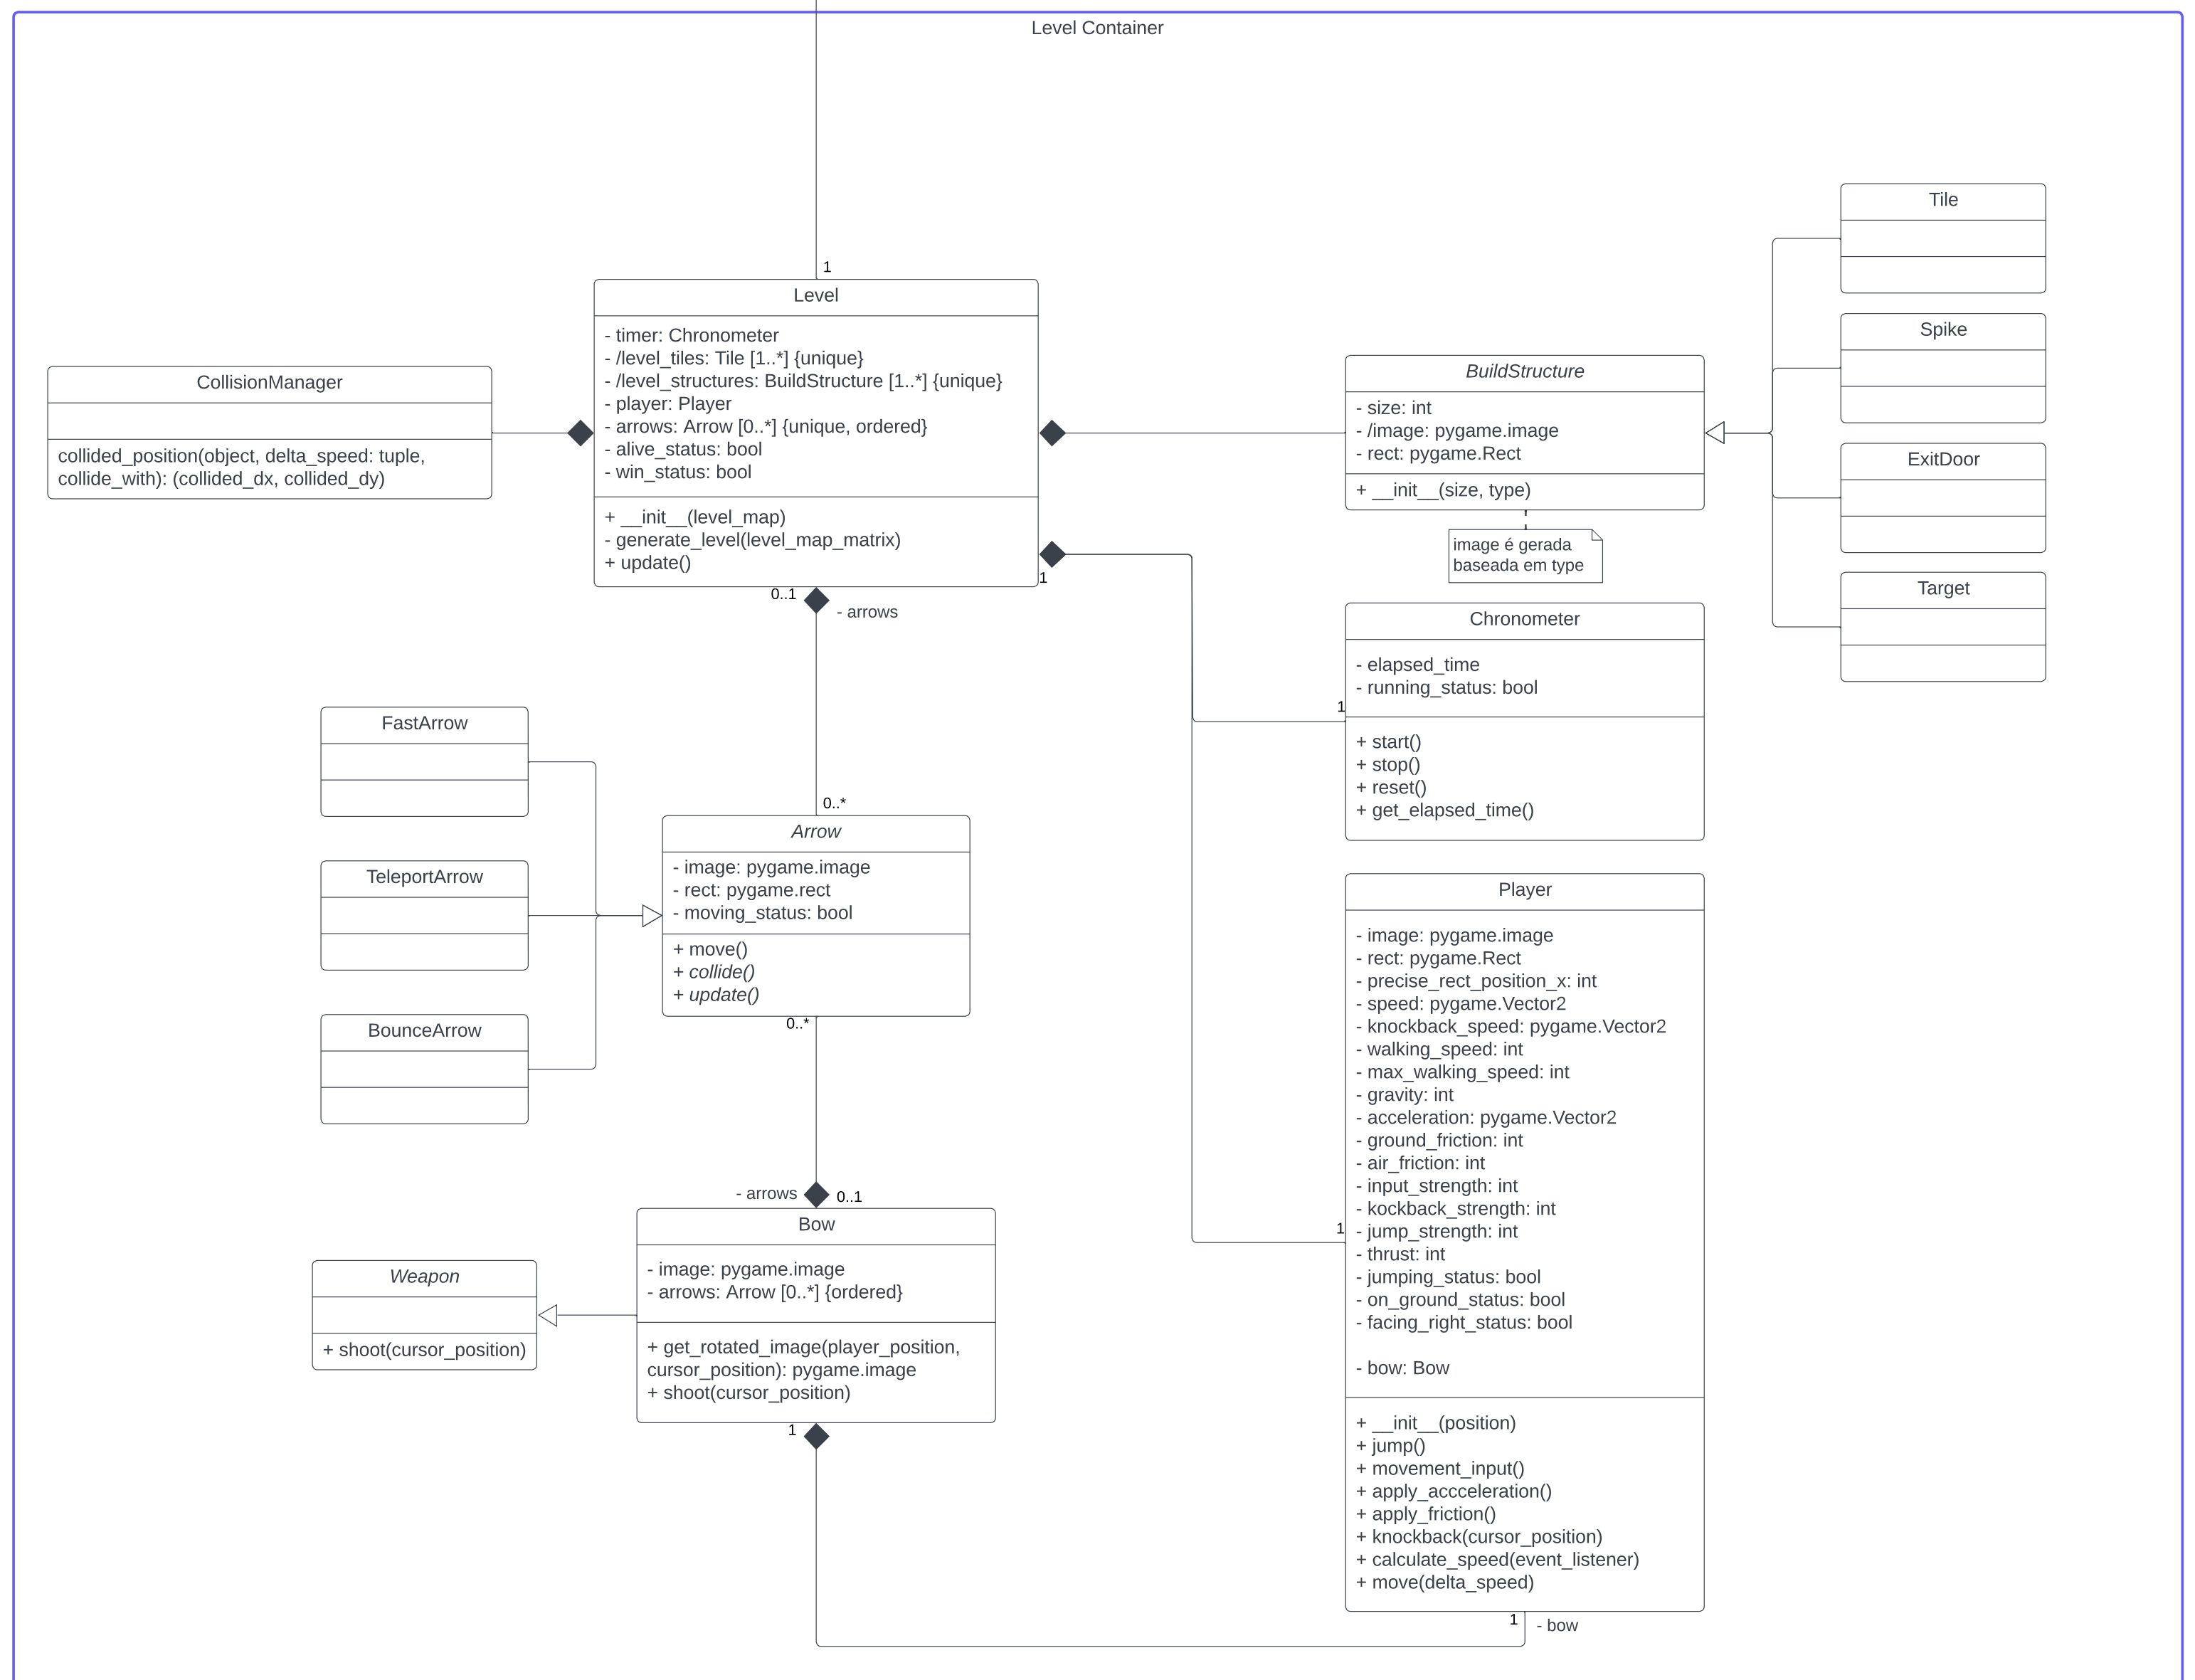 Level Container
1
Level
- timer: Chronometer
- /level_tiles: Tile [1..*] {unique}
- /level_structures: BuildStructure [1..*] {unique}
- player: Player
- arrows: Arrow [0..*] {unique, ordered}
- alive_status: bool
- win_status: bool
+ __init__(level_map)
- generate_level(level_map_matrix)
+ update()
CollisionManager
collided_position(object, delta_speed: tuple,
collide_with): (collided_dx, collided_dy)
BuildStructure
- size: int
- /image: pygame.image
- rect: pygame.Rect
+ __init__(size, type)
image é gerada
baseada em type
Tile
Spike
ExitDoor
Target
1
0..1
- arrows
Chronometer
- elapsed_time
- running_status: bool
+ start()
+ stop()
+ reset()
+ get_elapsed_time()
1
FastArrow
TeleportArrow
BounceArrow
0..*
Arrow
- image: pygame.image
- rect: pygame.rect
- moving_status: bool
+ move()
+ collide()
+ update()
0..*
- arrows
0..1
Bow
- image: pygame.image
- arrows: Arrow [0..*] {ordered}
+ get_rotated_image(player_position,
cursor_position): pygame.image
+ shoot(cursor_position)
1
Weapon
+ shoot(cursor_position)
1
Player
- image: pygame.image
- rect: pygame.Rect
- precise_rect_position_x: int
- speed: pygame.Vector2
- knockback_speed: pygame.Vector2
- walking_speed: int
- max_walking_speed: int
- gravity: int
- acceleration: pygame.Vector2
- ground_friction: int
- air_friction: int
- input_strength: int
- kockback_strength: int
- jump_strength: int
- thrust: int
- jumping_status: bool
- on_ground_status: bool
- facing_right_status: bool
- bow: Bow
+ __init__(position)
+ jump()
+ movement_input()
+ apply_accceleration()
+ apply_friction()
+ knockback(cursor_position)
+ calculate_speed(event_listener)
+ move(delta_speed)
1
- bow